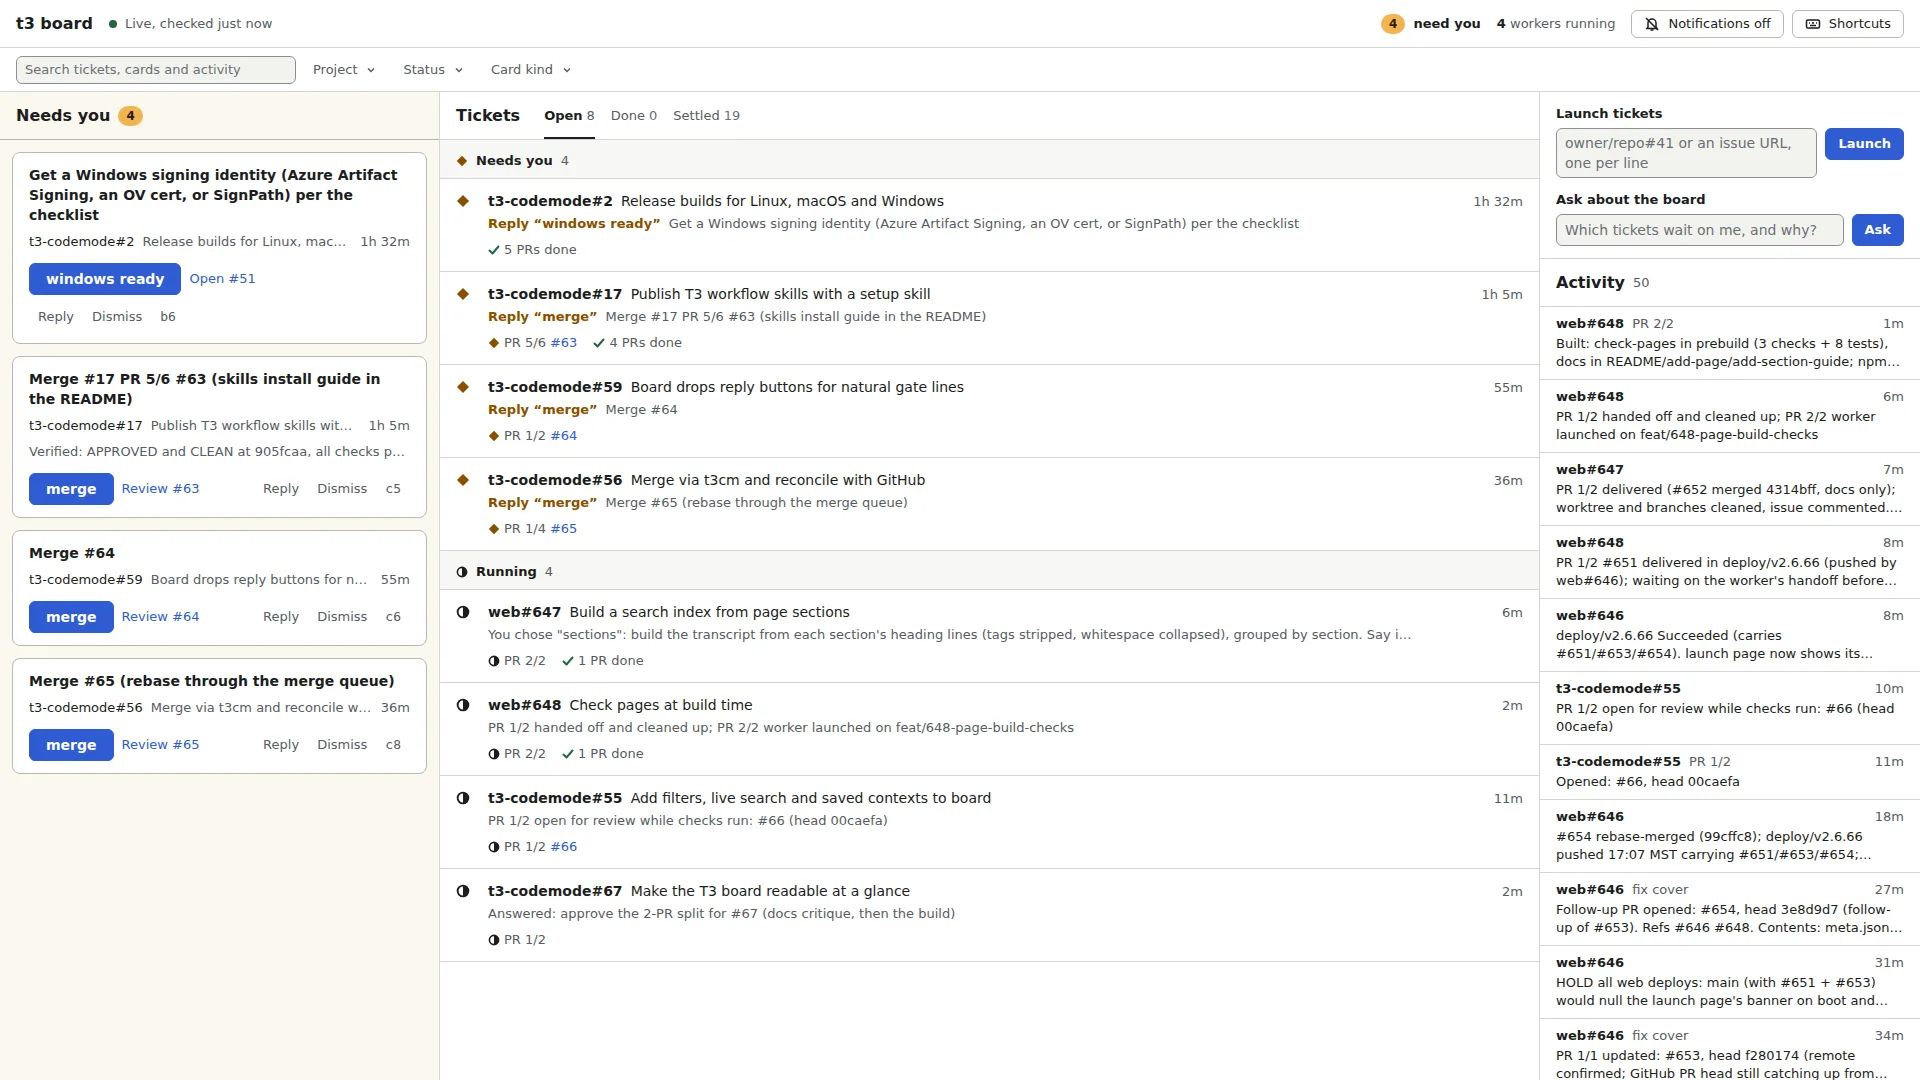 t3 board
Live, checked just now
4 need you
4 workers running
Notifications off
Shortcuts
Search tickets, cards and activity
Project
Status
Card kind
Needs you 4
Get a Windows signing identity (Azure Artifact
Signing, an OV cert, or SignPath) per the
checklist
t3-codemode#2 Release builds for Linux, mac… 1h 32m
windows ready Open #51
Reply Dismiss b6
Merge #17 PR 5/6 #63 (skills install guide in
the README)
t3-codemode#17 Publish T3 workflow skills wit… 1h 5m
Verified: APPROVED and CLEAN at 905fcaa, all checks p…
merge Review #63 Reply Dismiss c5
Merge #64
t3-codemode#59 Board drops reply buttons for n… 55m
merge Review #64 Reply Dismiss c6
Merge #65 (rebase through the merge queue)
t3-codemode#56 Merge via t3cm and reconcile w… 36m
merge Review #65 Reply Dismiss c8
Tickets Open 8 Done 0 Settled 19
Needs you 4
t3-codemode#2 Release builds for Linux, macOS and Windows 1h 32m
Reply “windows ready” Get a Windows signing identity (Azure Artifact Signing, an OV cert, or SignPath) per the checklist
5 PRs done
t3-codemode#17 Publish T3 workflow skills with a setup skill 1h 5m
Reply “merge” Merge #17 PR 5/6 #63 (skills install guide in the README)
PR 5/6 #63 4 PRs done
t3-codemode#59 Board drops reply buttons for natural gate lines 55m
Reply “merge” Merge #64
PR 1/2 #64
t3-codemode#56 Merge via t3cm and reconcile with GitHub 36m
Reply “merge” Merge #65 (rebase through the merge queue)
PR 1/4 #65
Running 4
web#647 Build a search index from page sections 6m
You chose "sections": build the transcript from each section's heading lines (tags stripped, whitespace collapsed), grouped by section. Say i…
PR 2/2 1 PR done
web#648 Check pages at build time 2m
PR 1/2 handed off and cleaned up; PR 2/2 worker launched on feat/648-page-build-checks
PR 2/2 1 PR done
t3-codemode#55 Add filters, live search and saved contexts to board 11m
PR 1/2 open for review while checks run: #66 (head 00caefa)
PR 1/2 #66
t3-codemode#67 Make the T3 board readable at a glance 2m
Answered: approve the 2-PR split for #67 (docs critique, then the build)
PR 1/2
Launch tickets
owner/repo#41 or an issue URL,
one per line
Launch
Ask about the board
Which tickets wait on me, and why?
Ask
Activity 50
web#648 PR 2/2 1m
Built: check-pages in prebuild (3 checks + 8 tests),
docs in README/add-page/add-section-guide; npm…
web#648 6m
PR 1/2 handed off and cleaned up; PR 2/2 worker
launched on feat/648-page-build-checks
web#647 7m
PR 1/2 delivered (#652 merged 4314bff, docs only);
worktree and branches cleaned, issue commented.…
web#648 8m
PR 1/2 #651 delivered in deploy/v2.6.66 (pushed by
web#646); waiting on the worker's handoff before…
web#646 8m
deploy/v2.6.66 Succeeded (carries
#651/#653/#654). launch page now shows its…
t3-codemode#55 10m
PR 1/2 open for review while checks run: #66 (head
00caefa)
t3-codemode#55 PR 1/2 11m
Opened: #66, head 00caefa
web#646 18m
#654 rebase-merged (99cffc8); deploy/v2.6.66
pushed 17:07 MST carrying #651/#653/#654;…
web#646 fix cover 27m
Follow-up PR opened: #654, head 3e8d9d7 (follow-
up of #653). Refs #646 #648. Contents: meta.json…
web#646 31m
HOLD all web deploys: main (with #651 + #653)
would null the launch page's banner on boot and…
web#646 fix cover 34m
PR 1/1 updated: #653, head f280174 (remote
confirmed; GitHub PR head still catching up from…